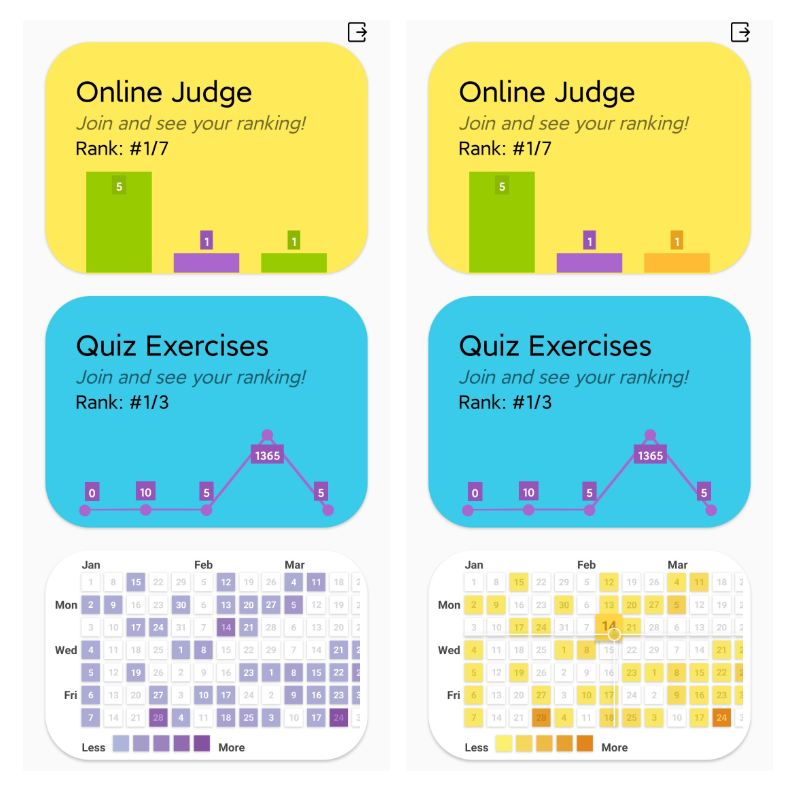 Online Judge
Join and see your ranking!
Rank: #1/7
5
1
1
Quiz Exercises
Join and see your ranking!
Rank: #1/3
0 10 5 1365 5
Jan Feb Mar
1 8 15 22 29 5 12 19 26 4 11 18
Mon 2 9 16 23 30 6 13 20 27 5 12 19
3 10 17 24 31 7 14 21 28 6 13 20
Wed 4 11 18 25 1 8 15 22 29 7 14 21
5 12 19 26 2 9 16 23 1 8 15 22
Fri 6 13 20 27 3 10 17 24 2 9 16 23
7 14 21 28 4 11 18 25 3 10 17 24
Less More
Online Judge
Join and see your ranking!
Rank: #1/7
5
1
1
Quiz Exercises
Join and see your ranking!
Rank: #1/3
0 10 5 1365 5
Jan Feb Mar
1 8 15 22 29 5 12 19 26 4 11 18
Mon 2 9 16 23 30 6 13 20 27 5 12 19
3 10 17 24 31 7 14 21 28 6 13 20
Wed 4 11 18 25 1 8 15 22 29 7 14 21
5 12 19 26 2 9 16 23 1 8 15 22
Fri 6 13 20 27 3 10 17 24 2 9 16 23
7 14 21 28 4 11 18 25 3 10 17 24
Less More